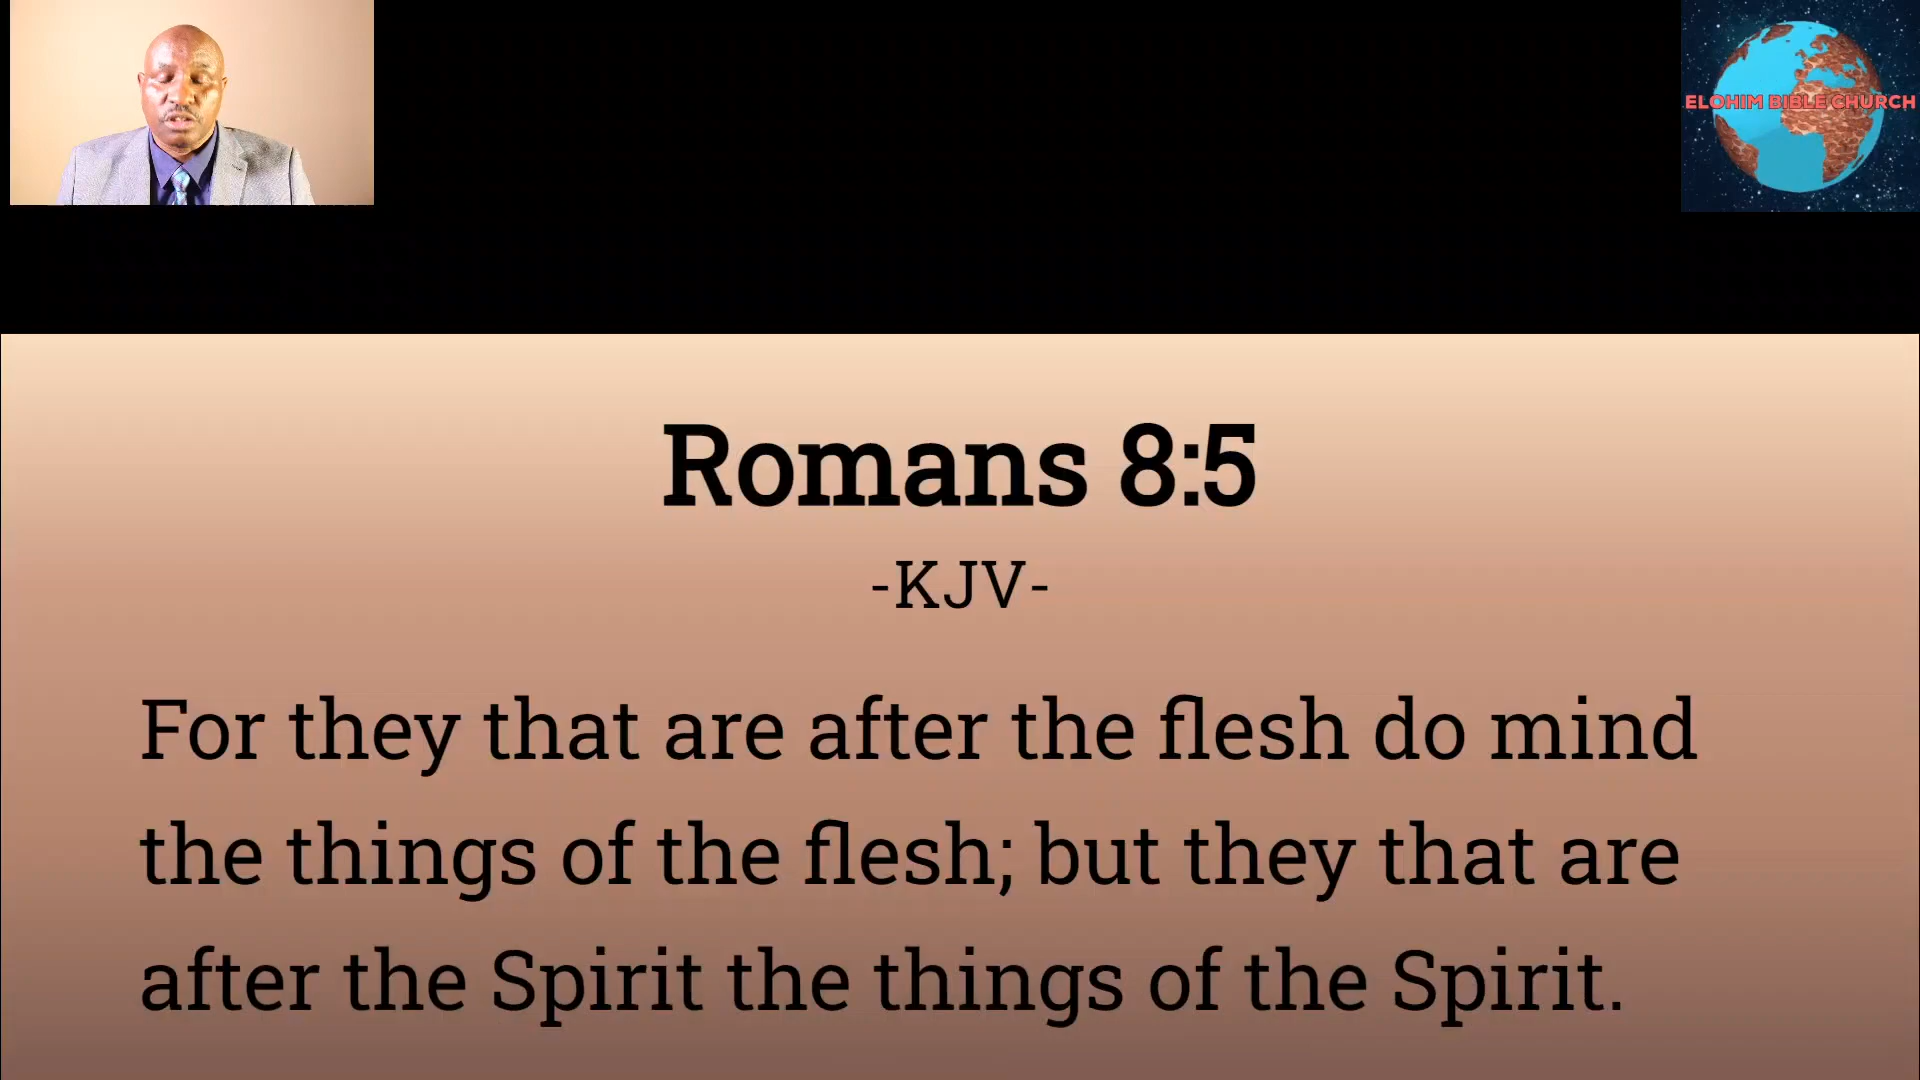 ELOHIM BIBLE CHURCH
Romans 8:5
-KJV-
For they that are after the flesh do mind
the things of the flesh; but they that are
after the Spirit the things of the Spirit.